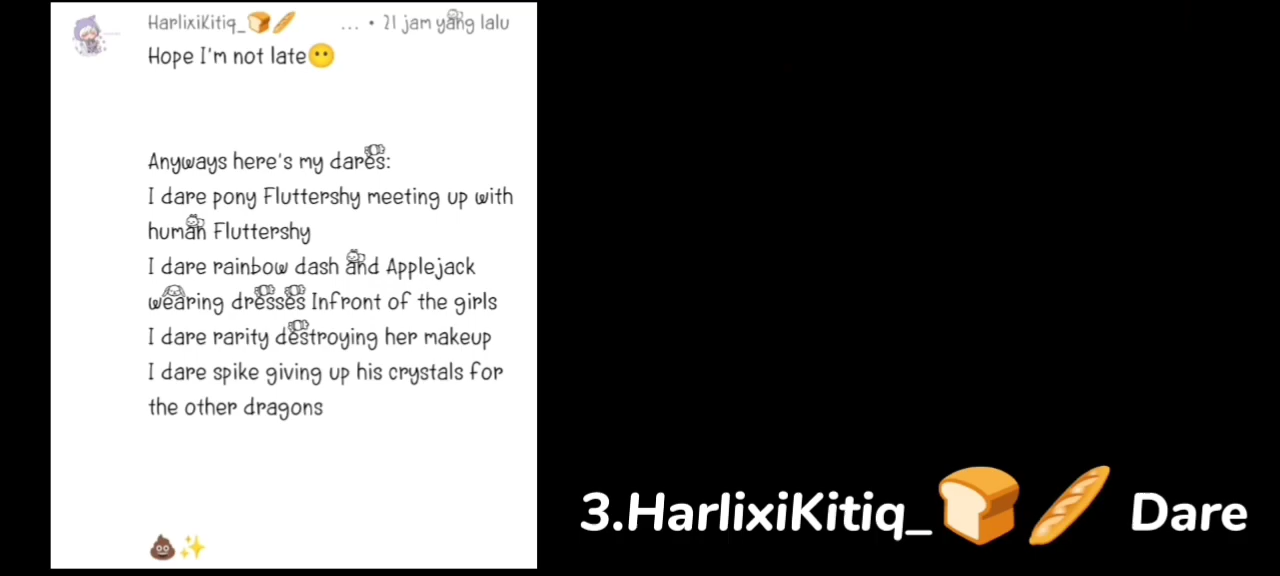 HarlixiKitiq_🍞🥖 ... • 21 jam yang lalu
Hope I'm not late😶
Anyways here's my dares:
I dare pony Fluttershy meeting up with
human Fluttershy
I dare rainbow dash and Applejack
wearing dresses Infront of the girls
I dare rarity destroying her makeup
I dare spike giving up his crystals for
the other dragons
💩✨
3.HarlixiKitiq_🍞🥖 Dare